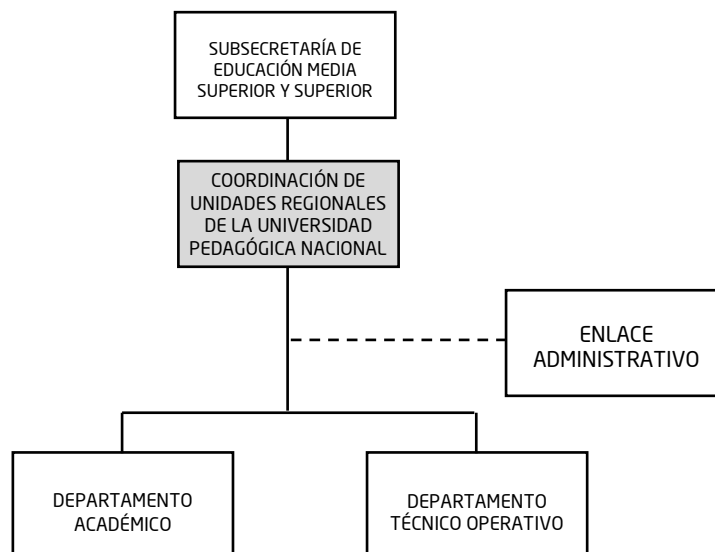 SUBSECRETARÍA DE
EDUCACIÓN MEDIA
SUPERIOR Y SUPERIOR
COORDINACIÓN DE
UNIDADES REGIONALES
DE LA UNIVERSIDAD
PEDAGÓGICA NACIONAL
ENLACE
ADMINISTRATIVO
DEPARTAMENTO
ACADÉMICO
DEPARTAMENTO
TÉCNICO OPERATIVO